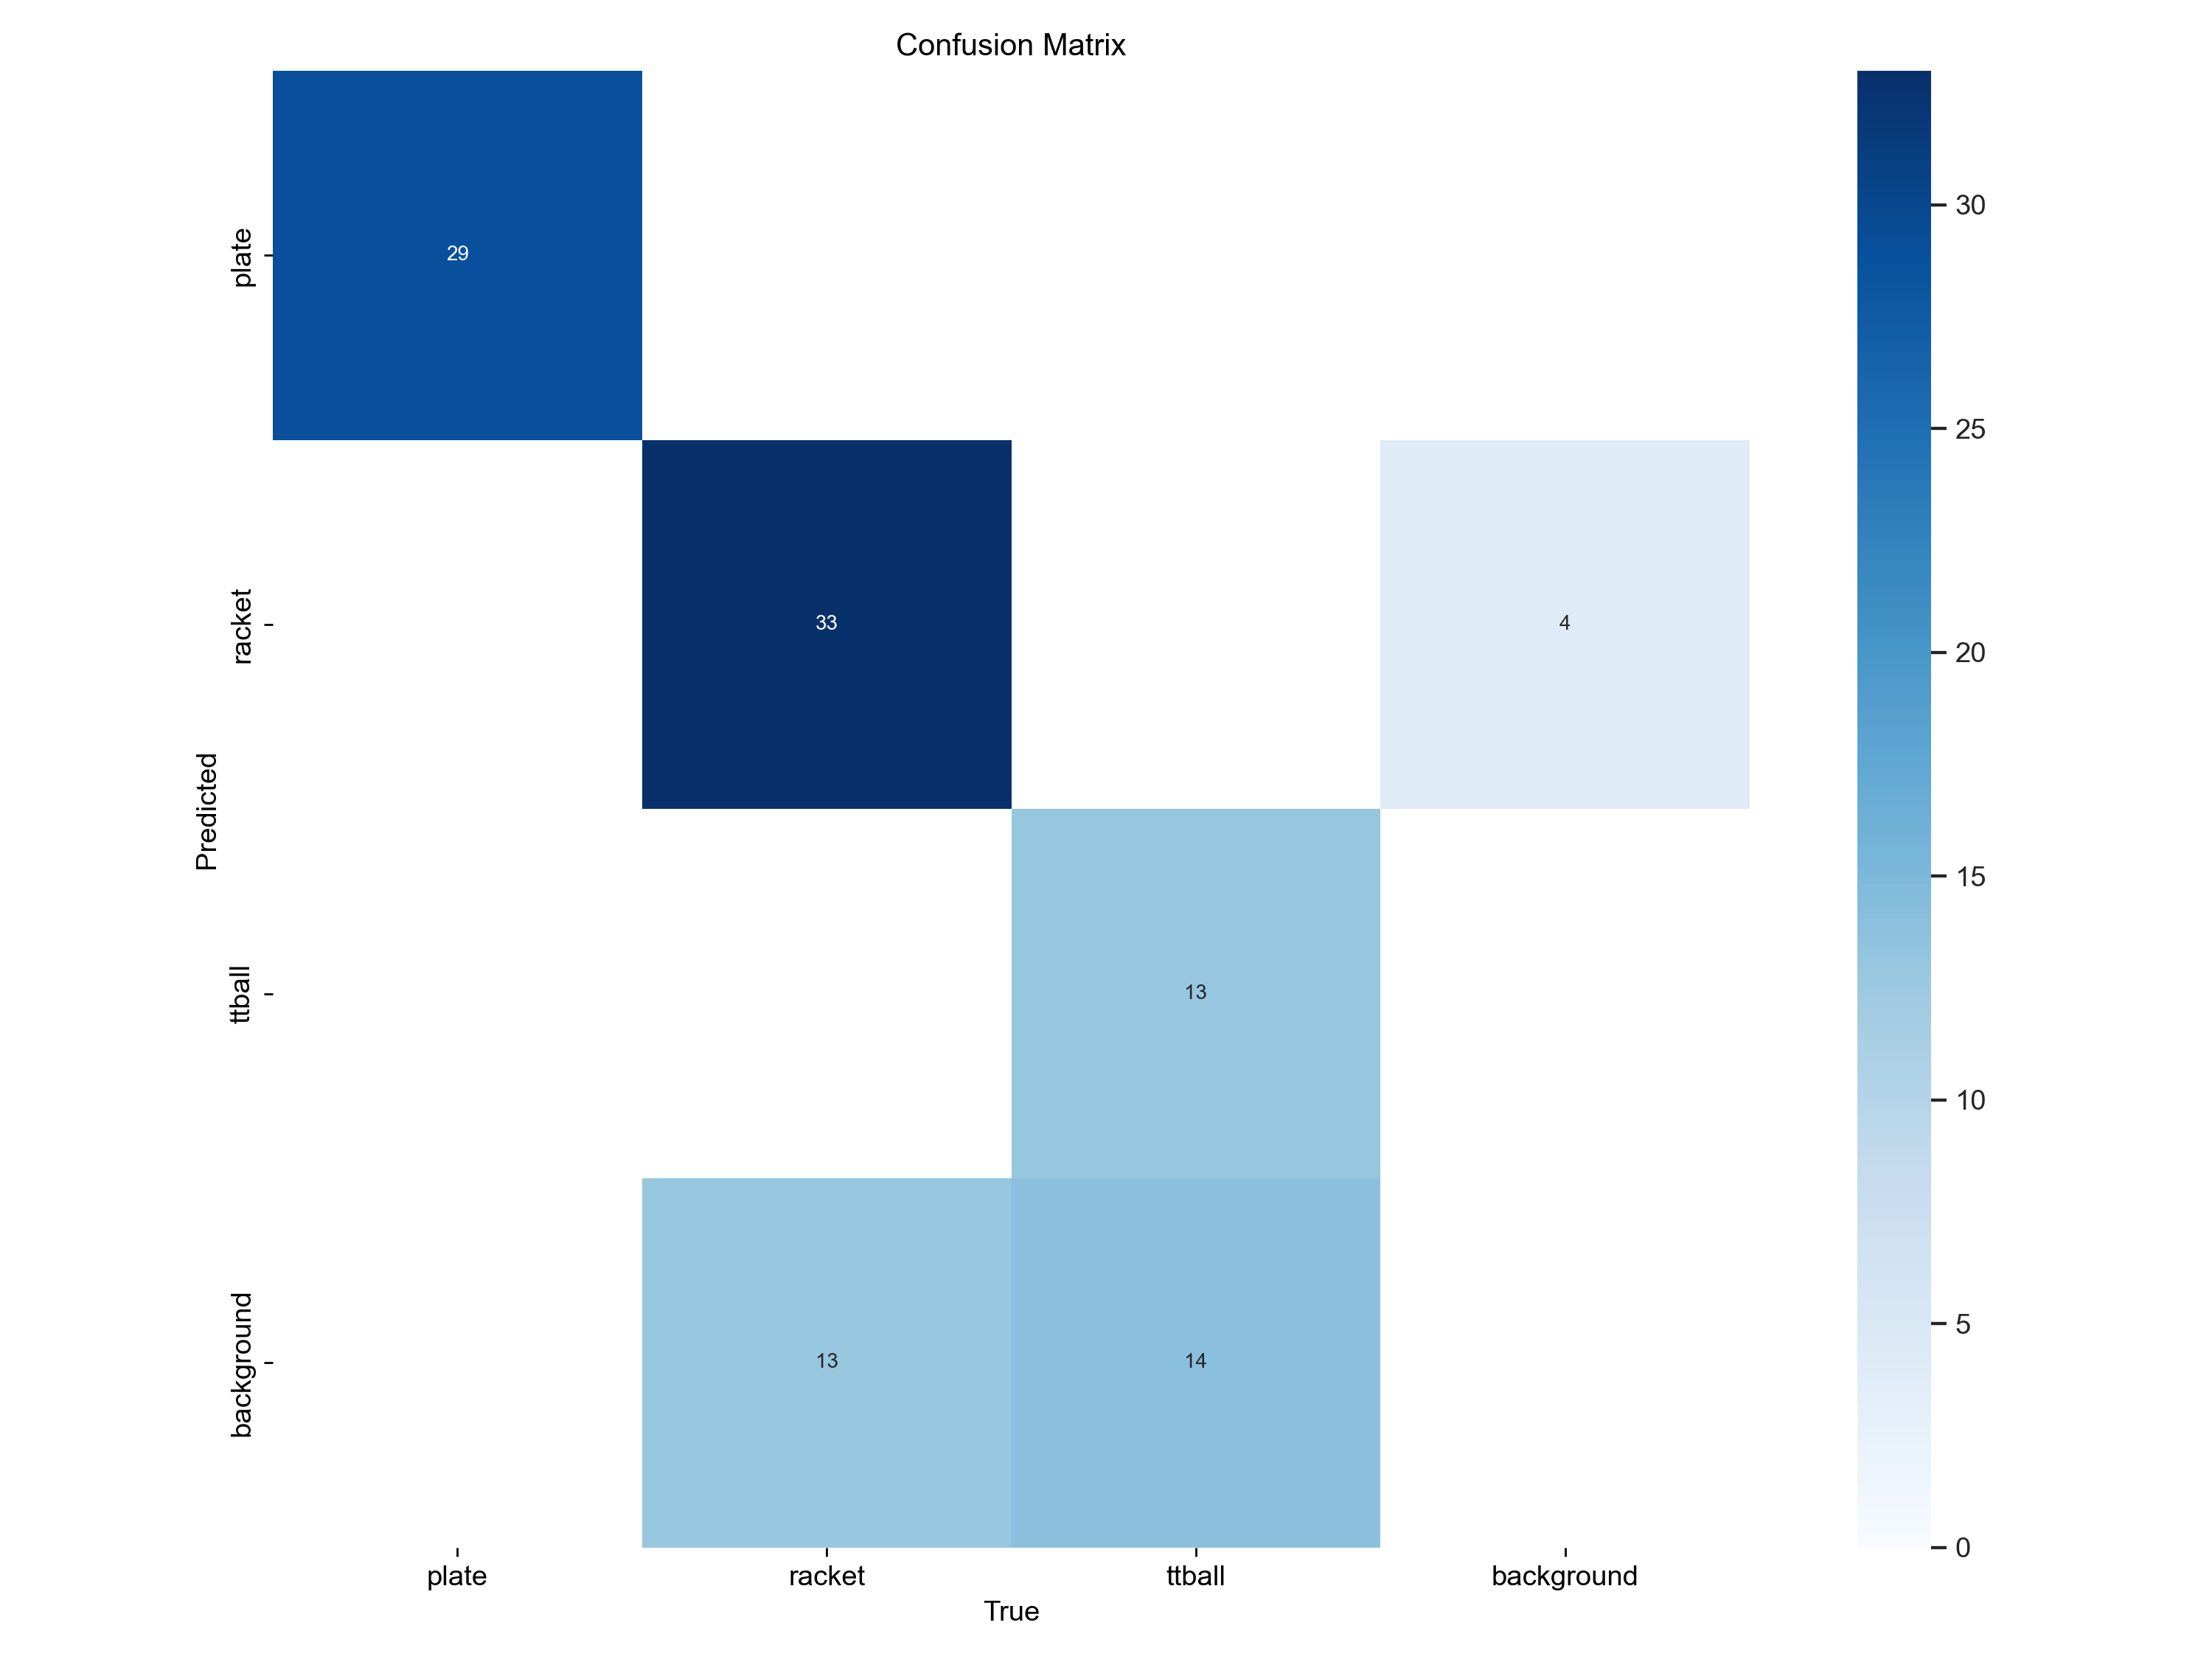 Confusion Matrix
plate
29
racket
33
4
Predicted
ttball
13
background
13
14
plate
racket
ttball
background
True
30
25
20
15
10
5
0